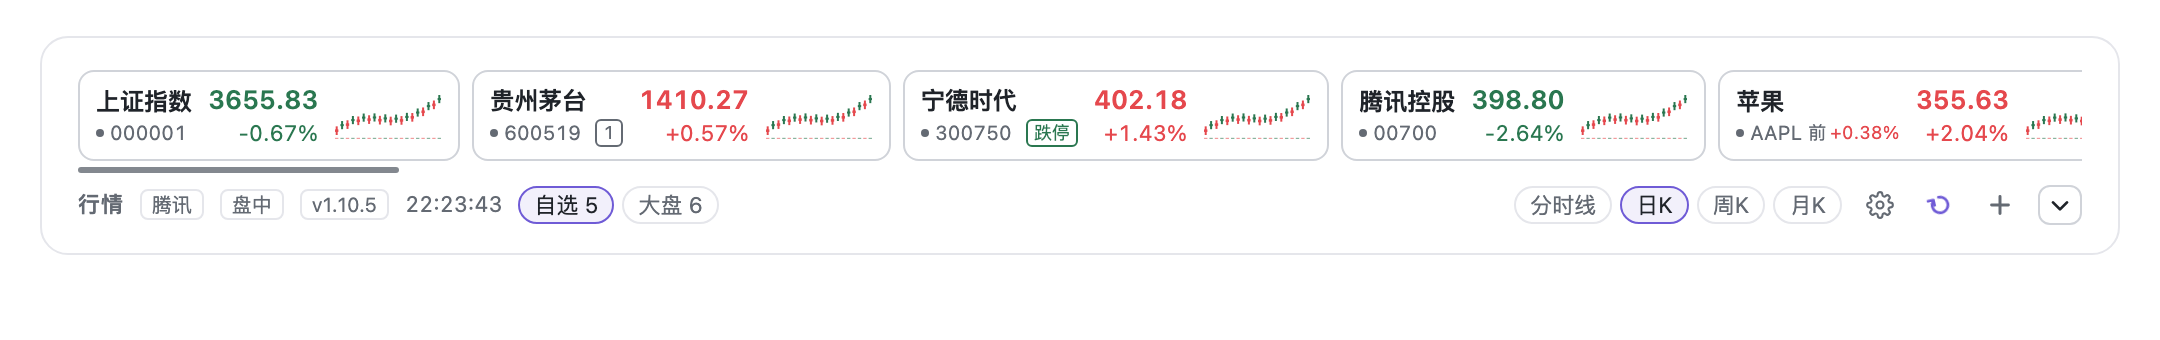 上证指数 3655.83
000001 -0.67%
贵州茅台 1410.27
600519 1 +0.57%
宁德时代 402.18
300750 跌停 +1.43%
腾讯控股 398.80
00700 -2.64%
苹果 355.63
AAPL 前 +0.38% +2.04%
行情 腾讯 盘中 v1.10.5 22:23:43 自选 5 大盘 6 分时线 日K 周K 月K